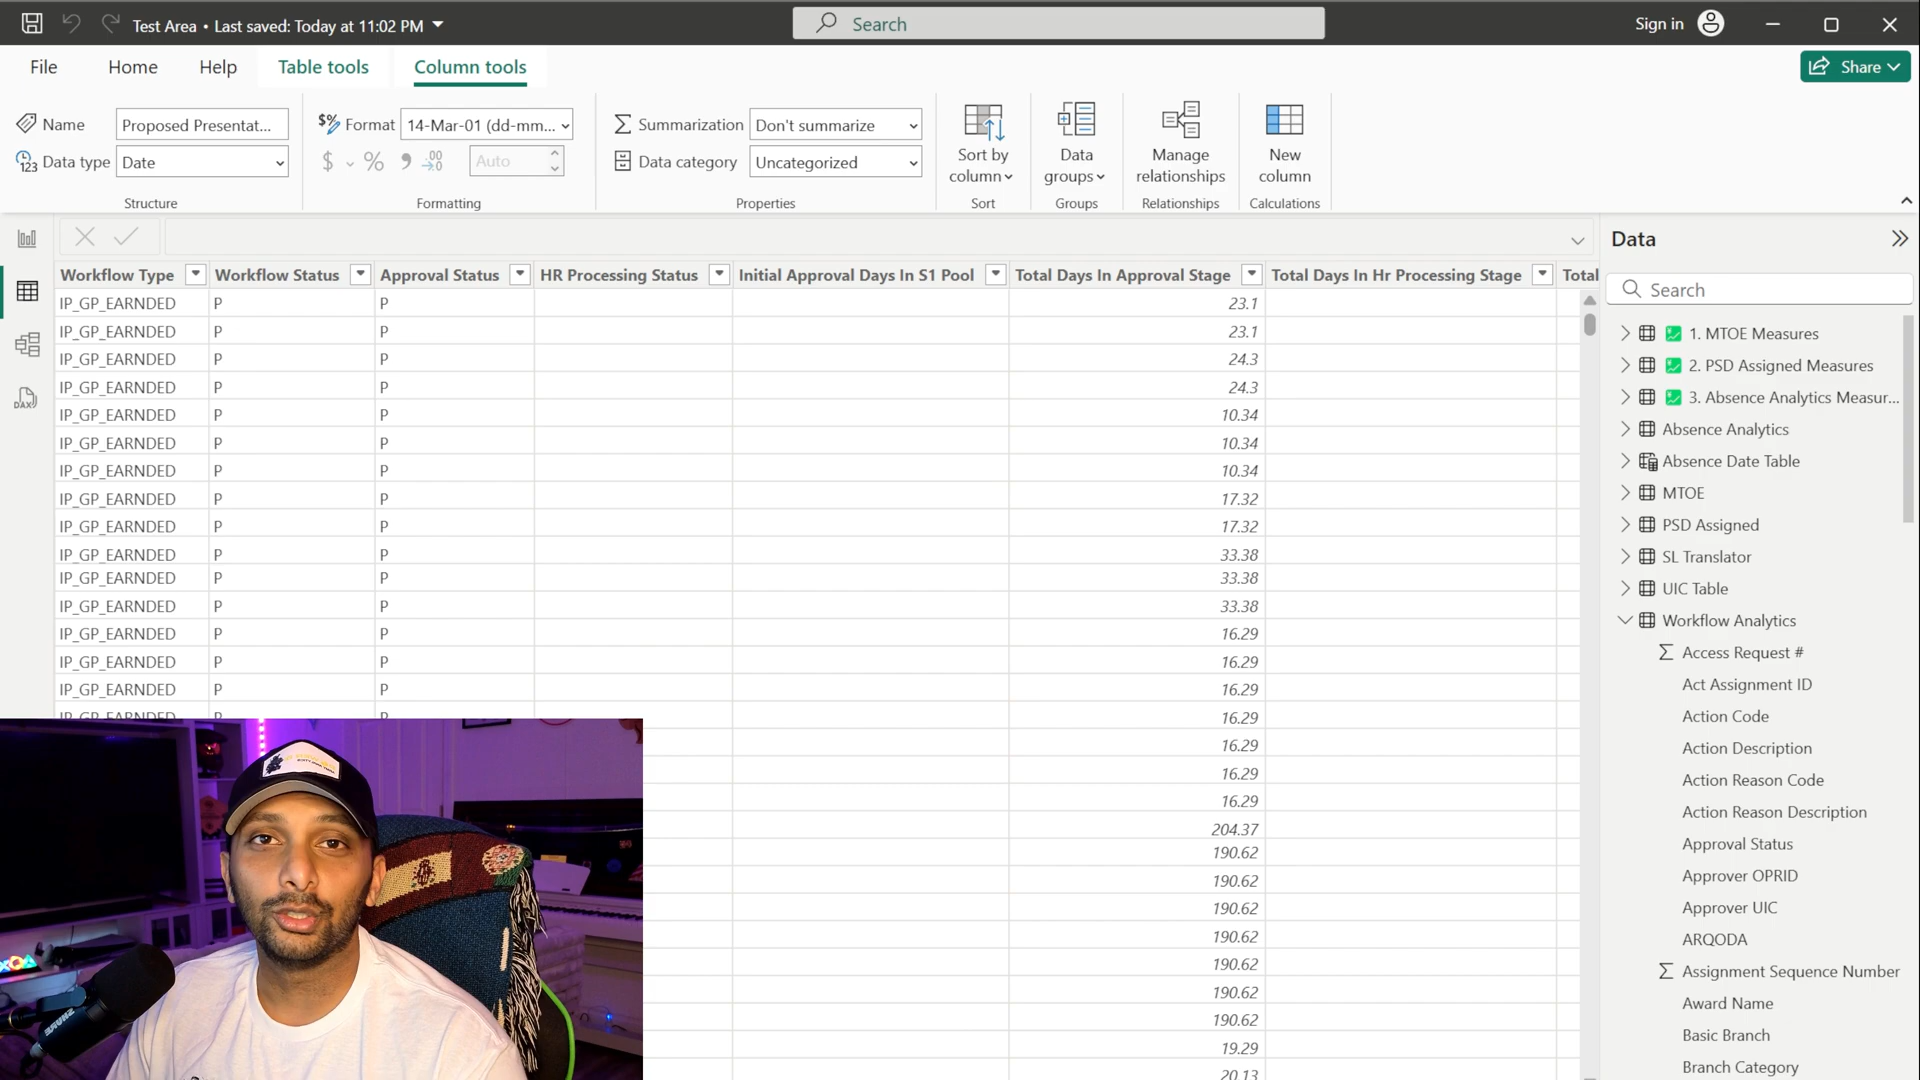 Test Area • Last saved: Today at 11:02 PM
Search
Sign in
File Home Help Table tools Column tools
Share
Name Proposed Presentat...
Data type Date
Structure
$% Format 14-Mar-01 (dd-mm...
$ % 9 .00 Auto
Formatting
Summarization Don't summarize
Data category Uncategorized
Properties
Sort by
column
Sort
Data
groups
Groups
Manage
relationships
Relationships
New
column
Calculations
DAX
Workflow Type Workflow Status Approval Status HR Processing Status Initial Approval Days In S1 Pool Total Days In Approval Stage Total Days In Hr Processing Stage Total
IP_GP_EARNDED P P 23.1
IP_GP_EARNDED P P 23.1
IP_GP_EARNDED P P 24.3
IP_GP_EARNDED P P 24.3
IP_GP_EARNDED P P 10.34
IP_GP_EARNDED P P 10.34
IP_GP_EARNDED P P 10.34
IP_GP_EARNDED P P 17.32
IP_GP_EARNDED P P 17.32
IP_GP_EARNDED P P 33.38
IP_GP_EARNDED P P 33.38
IP_GP_EARNDED P P 33.38
IP_GP_EARNDED P P 16.29
IP_GP_EARNDED P P 16.29
IP_GP_EARNDED P P 16.29
IP_GP_EARNDED P P 16.29
16.29
16.29
16.29
204.37
190.62
190.62
190.62
190.62
190.62
190.62
190.62
19.29
20.13
Data
Search
1. MTOE Measures
2. PSD Assigned Measures
3. Absence Analytics Measur...
Absence Analytics
Absence Date Table
MTOE
PSD Assigned
SL Translator
UIC Table
Workflow Analytics
Access Request #
Act Assignment ID
Action Code
Action Description
Action Reason Code
Action Reason Description
Approval Status
Approver OPRID
Approver UIC
ARQODA
Assignment Sequence Number
Award Name
Basic Branch
Branch Category
SHURE